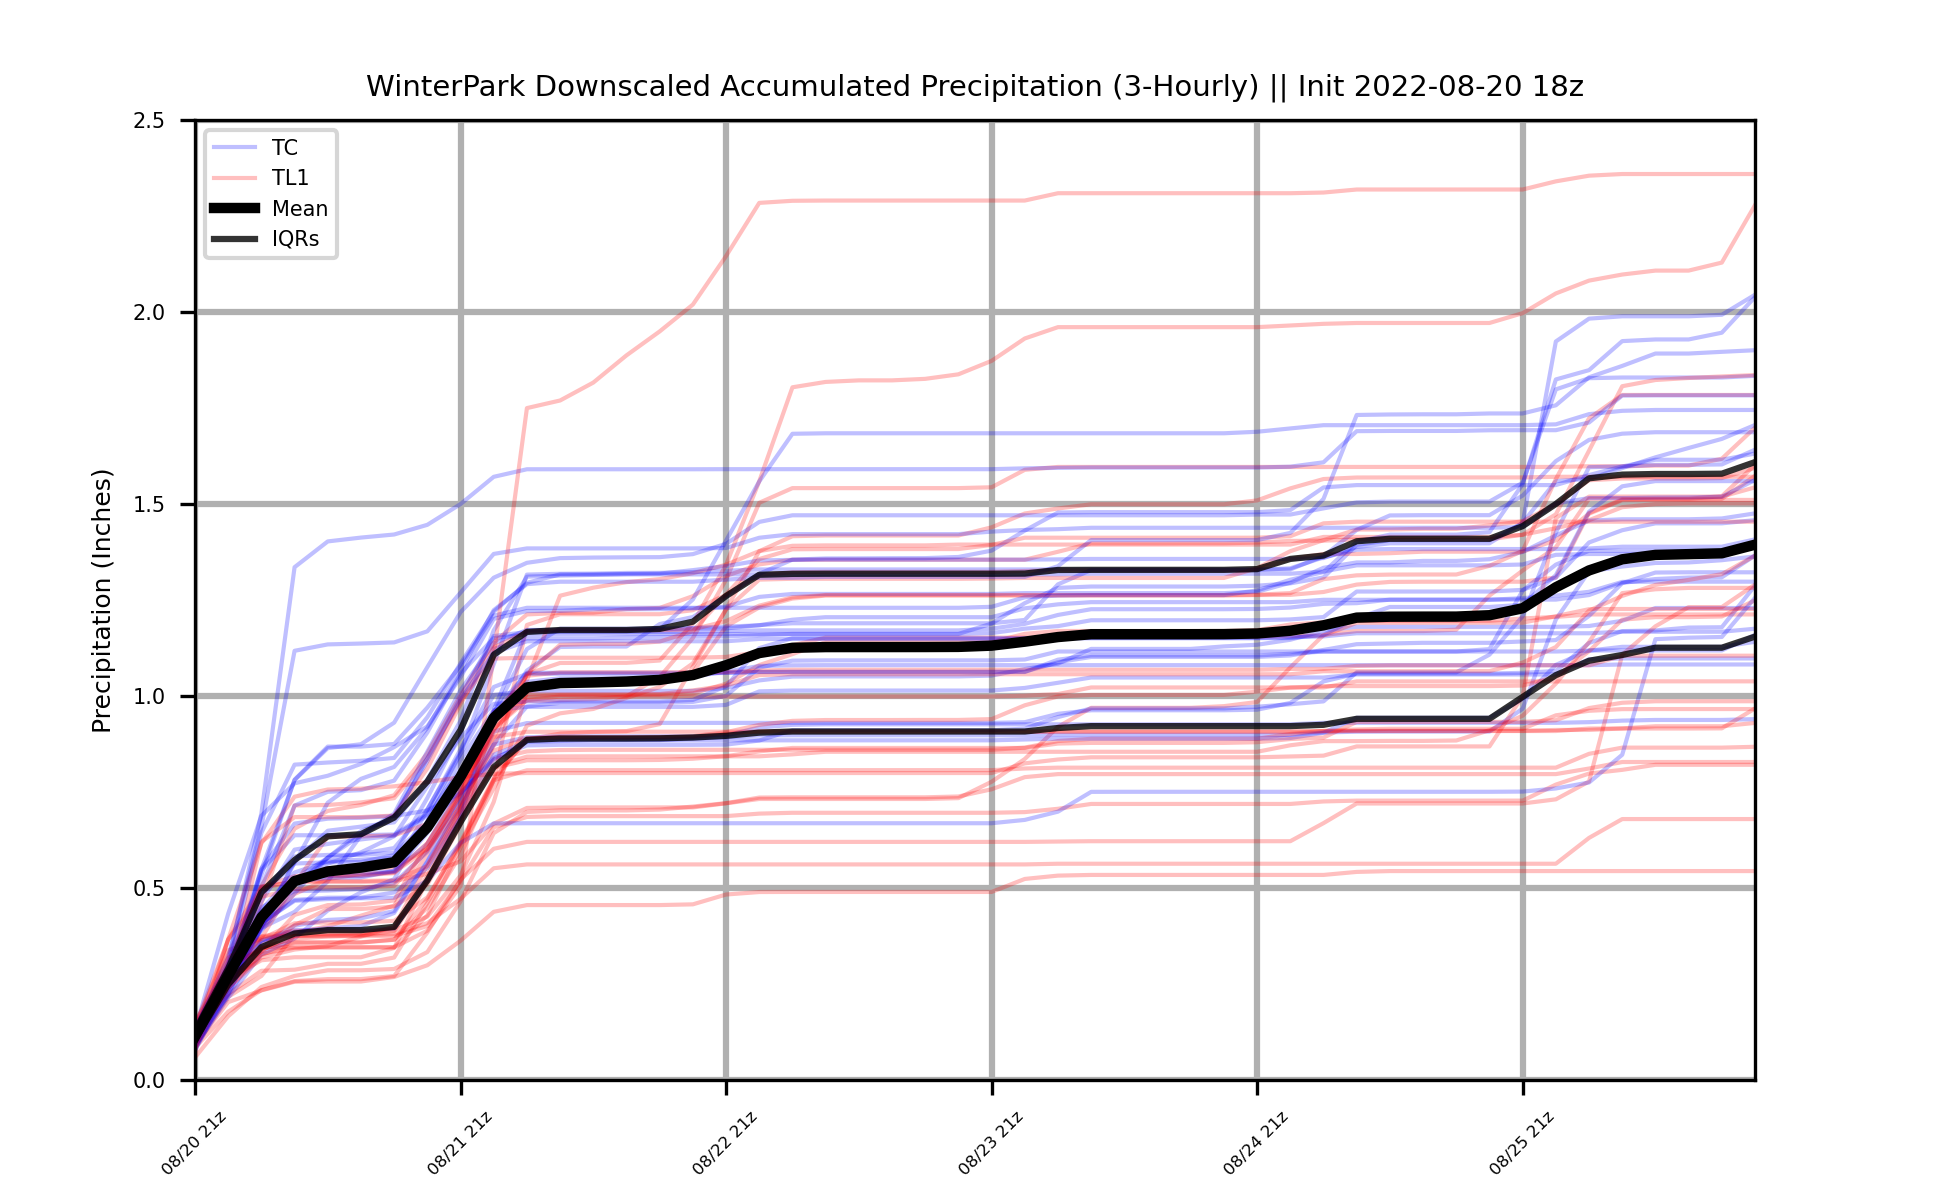 WinterPark Downscaled Accumulated Precipitation (3-Hourly) || Init 2022-08-20 18z
TC
TL1
Mean
IQRs
Precipitation (Inches)
2.5
2.0
1.5
1.0
0.5
0.0
08/20 21z
08/21 21z
08/22 21z
08/23 21z
08/24 21z
08/25 21z